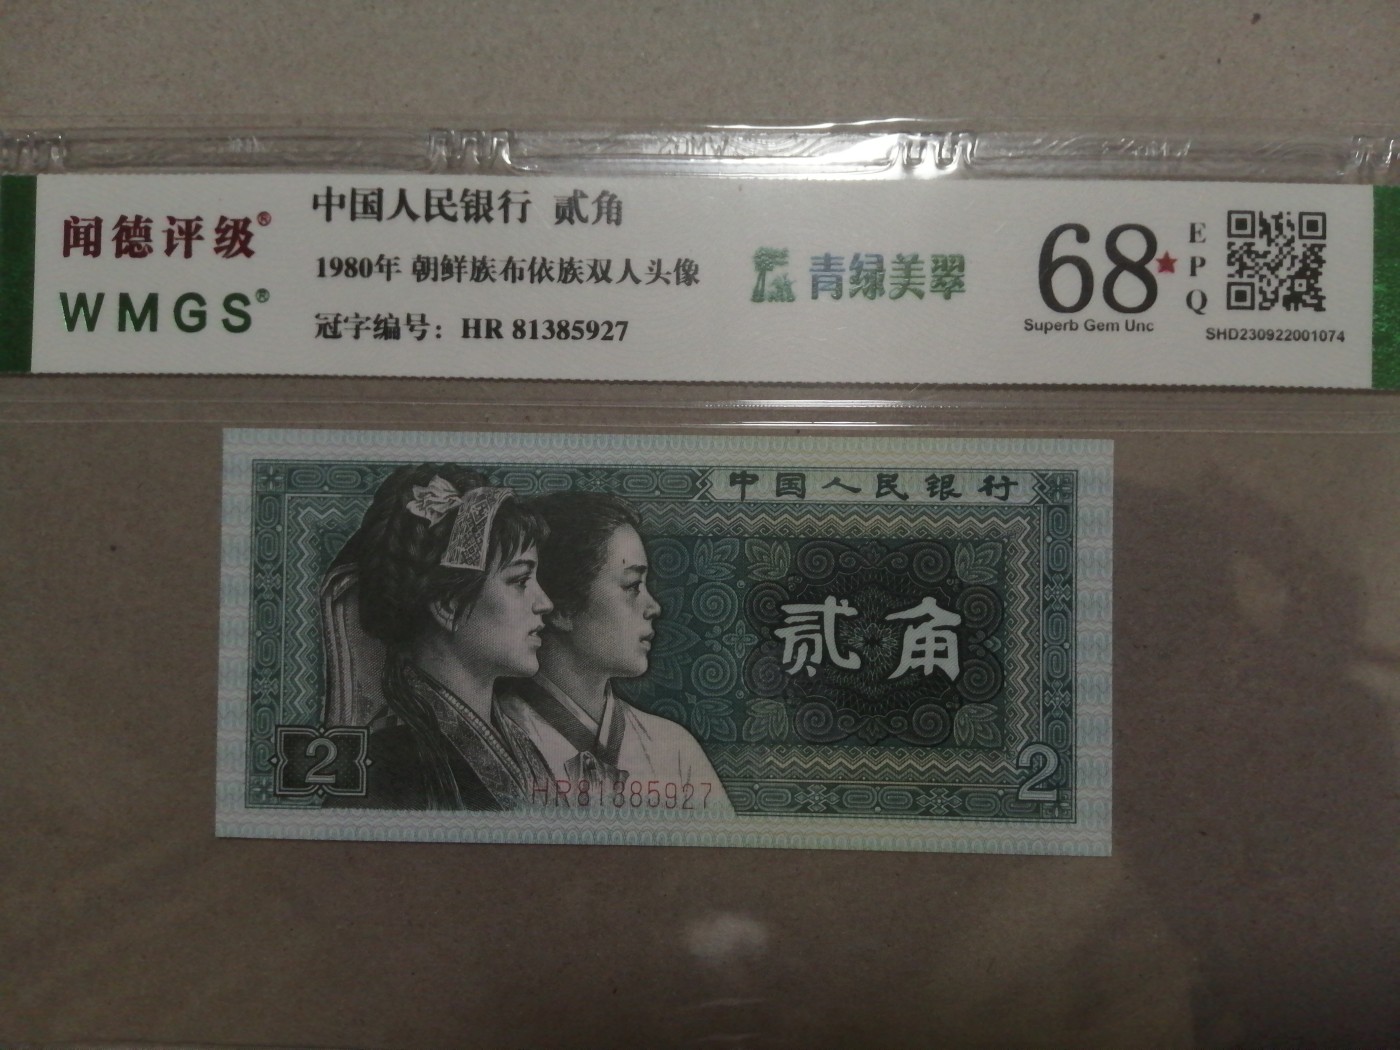 闻德评级®
WMGS®
中国人民银行 贰角
1980年 朝鲜族布依族双人头像
冠字编号：HR 81385927
青绿美翠
68★
EPQ
Superb Gem Unc
SHD230922001074
中国人民银行
贰角
2
HR81385927
2